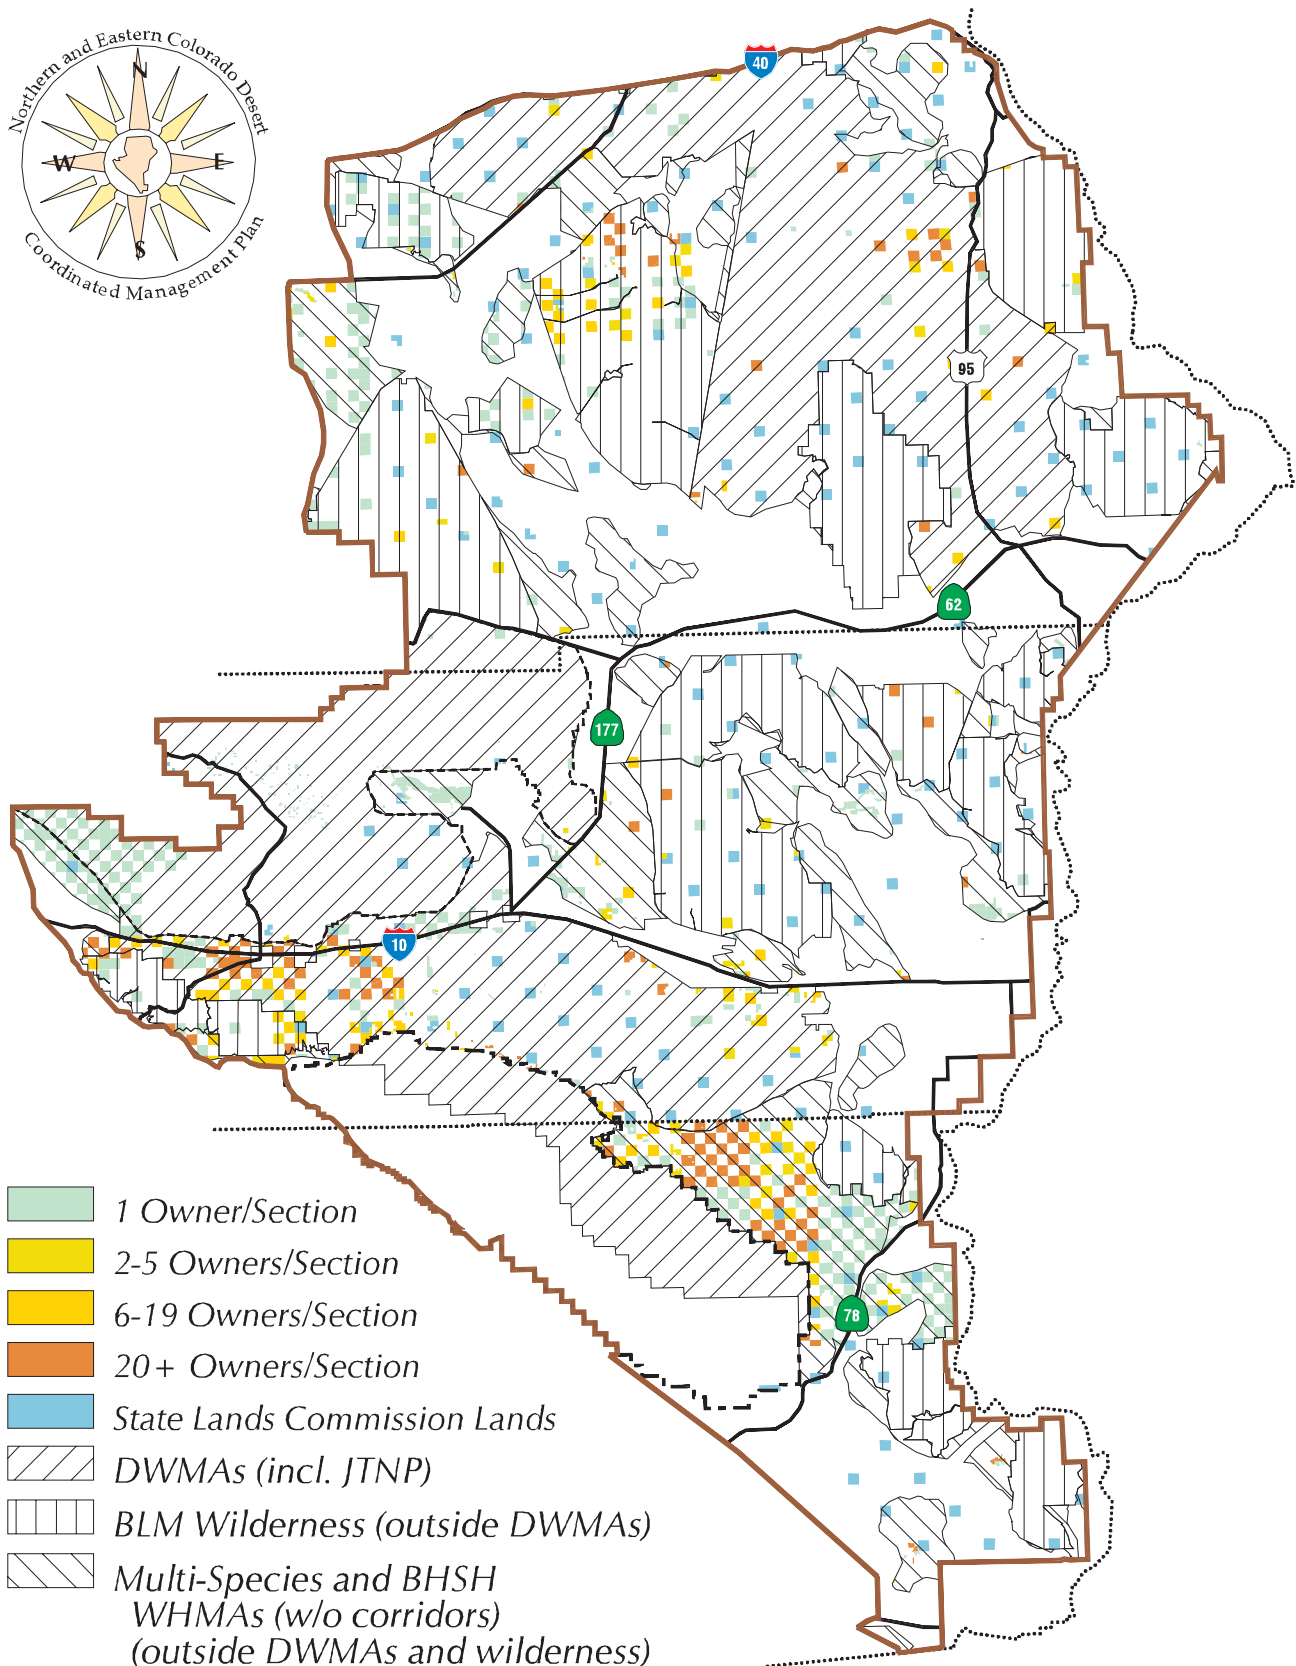 Northern and Eastern Colorado Desert
N
W
E
S
Coordinated Management Plan
40
95
62
177
10
78
1 Owner/Section
2-5 Owners/Section
6-19 Owners/Section
20+ Owners/Section
State Lands Commission Lands
DWMAs (incl. JTNP)
BLM Wilderness (outside DWMAs)
Multi-Species and BHSH
WHMAs (w/o corridors)
(outside DWMAs and wilderness)